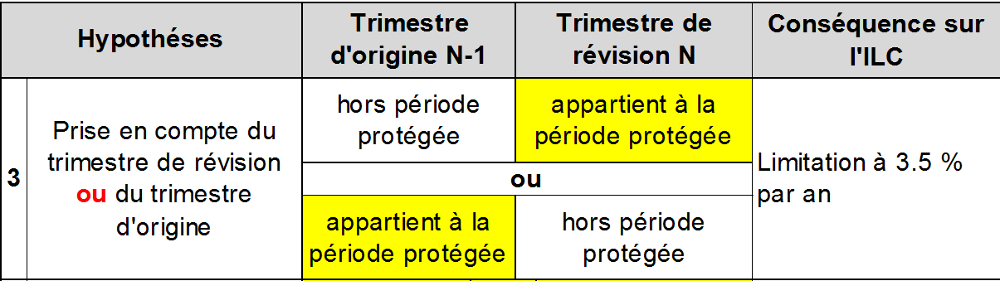 Hypothéses
Trimestre
d'origine N-1
Trimestre de
révision N
Conséquence sur
l'ILC
3
Prise en compte du
trimestre de révision
ou du trimestre
d'origine
hors période
protégée
appartient à la
période protégée
ou
appartient à la
période protégée
hors période
protégée
Limitation à 3.5 %
par an